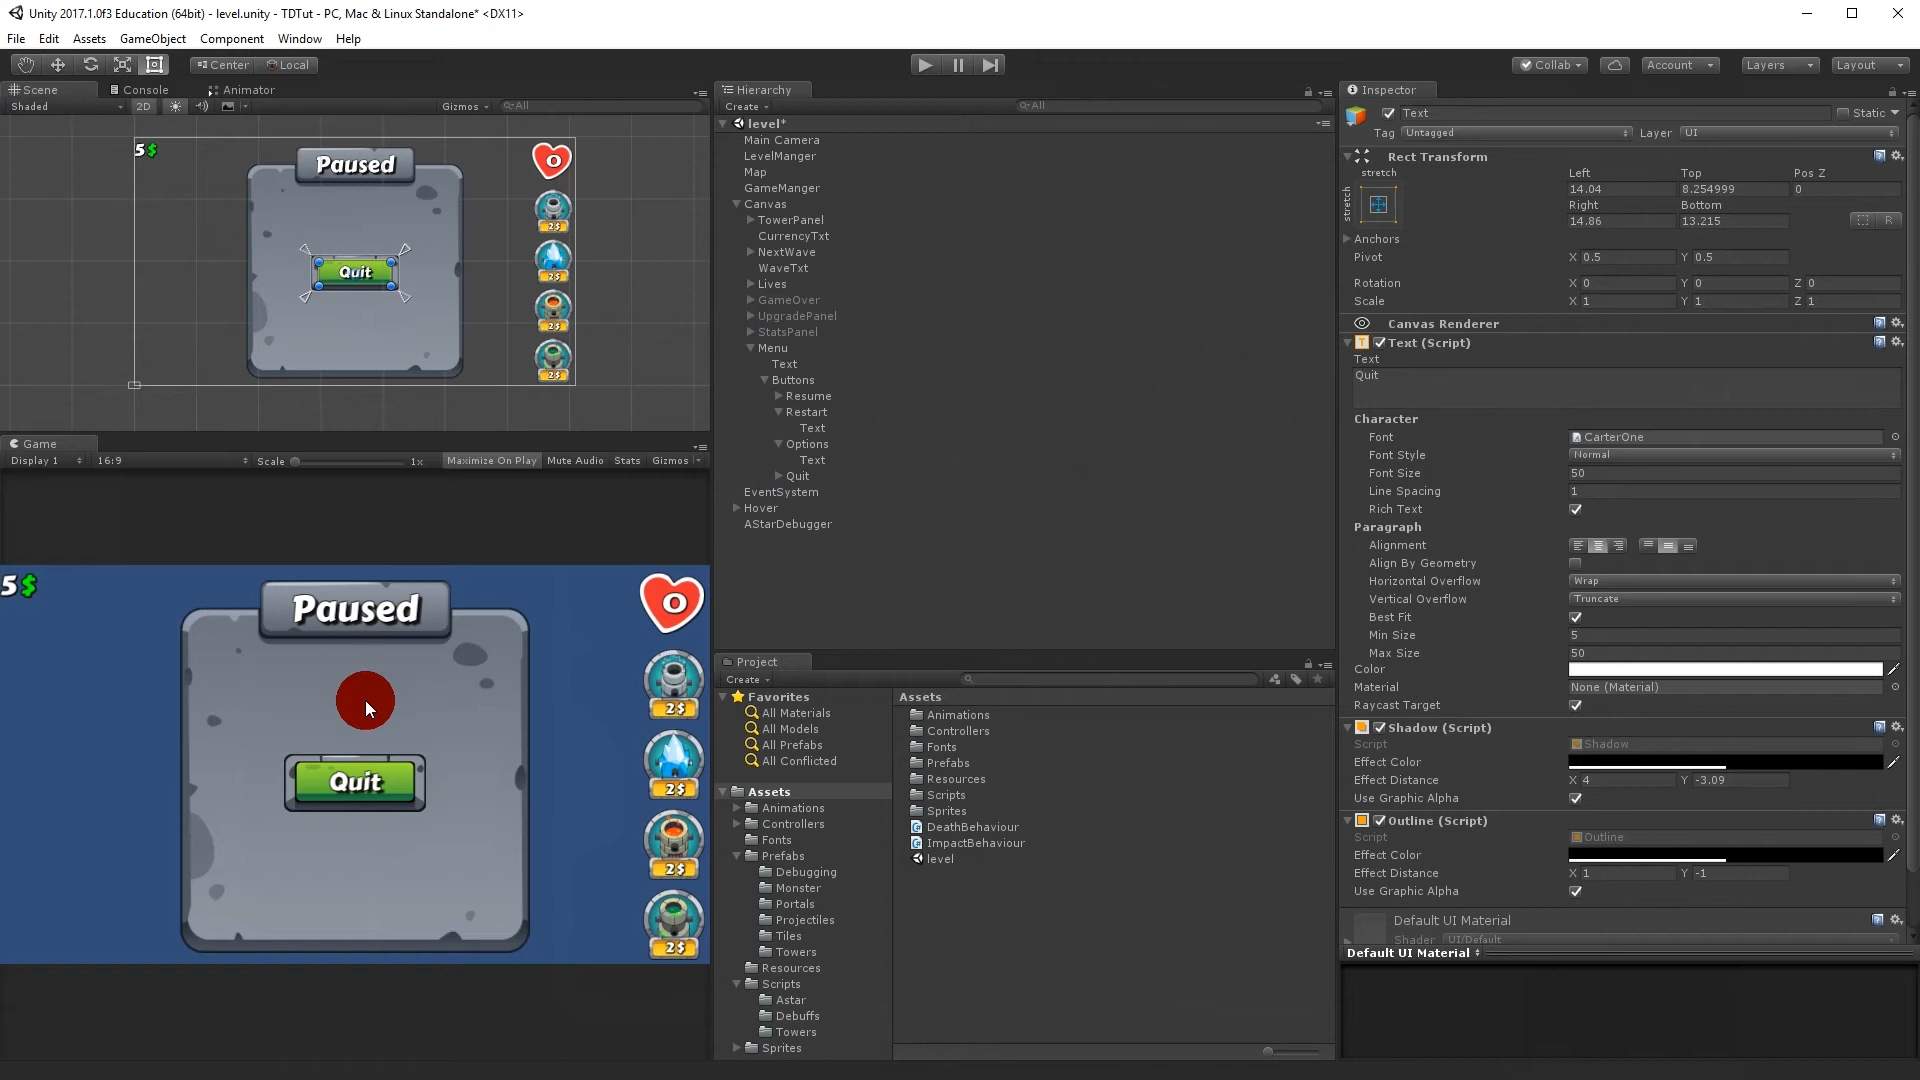 Unity 2017.1.0f3 Education (64bit) - level.unity - TDTut - PC, Mac & Linux Standalone* <DX11>
File Edit Assets GameObject Component Window Help
Center Local
Collab Account Layers Layout
Scene Console Animator
Shaded 2D Gizmos All
5$
Paused
0
2$
2$
2$
2$
Quit
Game
Display 1 16:9 Scale 1x Maximize On Play Mute Audio Stats Gizmos
5$
Paused
0
2$
2$
2$
2$
Quit
Hierarchy
Create All
level*
Main Camera
LevelManger
Map
GameManger
Canvas
TowerPanel
CurrencyTxt
NextWave
WaveTxt
Lives
GameOver
UpgradePanel
StatsPanel
Menu
Text
Buttons
Resume
Restart
Text
Options
Text
Quit
EventSystem
Hover
AStarDebugger
Project
Create
Favorites
All Materials
All Models
All Prefabs
All Conflicted
Assets
Animations
Controllers
Fonts
Prefabs
Debugging
Monster
Portals
Projectiles
Tiles
Towers
Resources
Scripts
Astar
Debuffs
Towers
Sprites
Assets
Animations
Controllers
Fonts
Prefabs
Resources
Scripts
Sprites
DeathBehaviour
ImpactBehaviour
level
Inspector
Text Static
Tag Untagged Layer UI
Rect Transform
stretch Left Top Pos Z
stretch
14.04 8.254999 0
Right Bottom
14.86 13.215 R
Anchors
Pivot X 0.5 Y 0.5
Rotation X 0 Y 0 Z 0
Scale X 1 Y 1 Z 1
Canvas Renderer
Text (Script)
Text
Quit
Character
Font CarterOne
Font Style Normal
Font Size 50
Line Spacing 1
Rich Text
Paragraph
Alignment
Align By Geometry
Horizontal Overflow Wrap
Vertical Overflow Truncate
Best Fit
Min Size 5
Max Size 50
Color
Material None (Material)
Raycast Target
Shadow (Script)
Script Shadow
Effect Color
Effect Distance X 4 Y -3.09
Use Graphic Alpha
Outline (Script)
Script Outline
Effect Color
Effect Distance X 1 Y -1
Use Graphic Alpha
Default UI Material
Shader UI/Default
Default UI Material